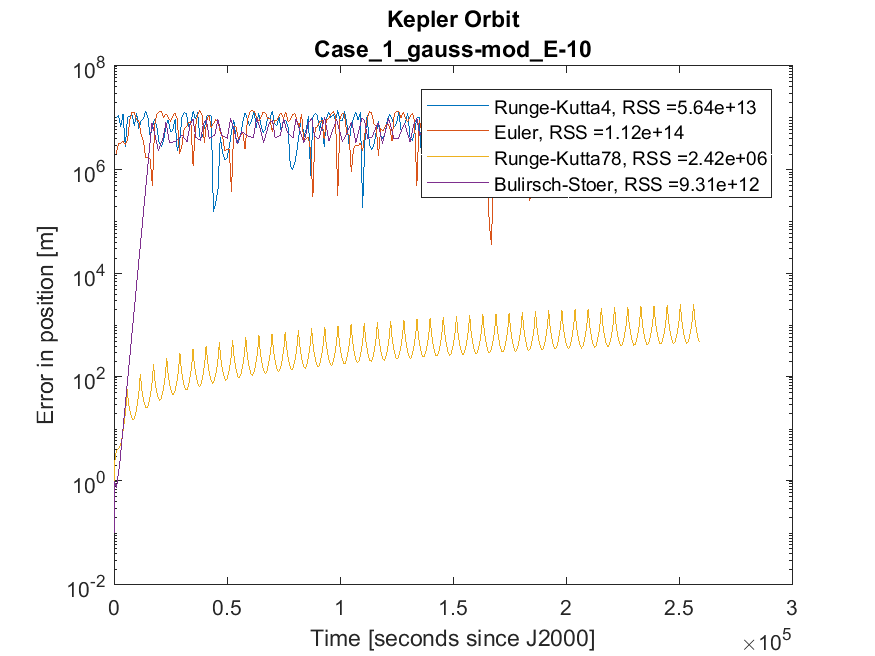 Kepler Orbit
Case_1_gauss-mod_E-10
10^8
10^6
10^4
10^2
10^0
10^-2
Error in position [m]
Runge-Kutta4, RSS =5.64e+13
Euler, RSS =1.12e+14
Runge-Kutta78, RSS =2.42e+06
Bulirsch-Stoer, RSS =9.31e+12
0 0.5 1 1.5 2 2.5 3
Time [seconds since J2000]
×10^5